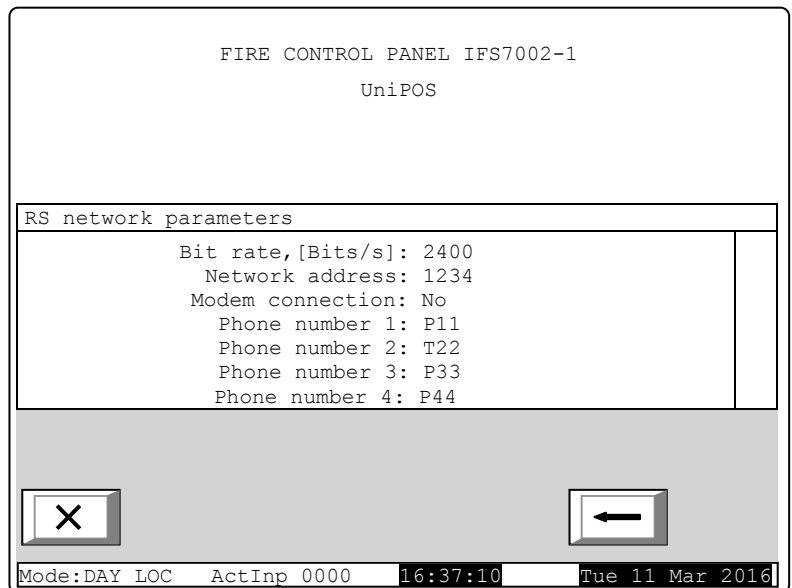 FIRE CONTROL PANEL IFS7002-1
UniPOS
RS network parameters
Bit rate,[Bits/s]: 2400
Network address: 1234
Modem connection: No
Phone number 1: P11
Phone number 2: T22
Phone number 3: P33
Phone number 4: P44
Mode:DAY LOC ActInp 0000 16:37:10 Tue 11 Mar 2016